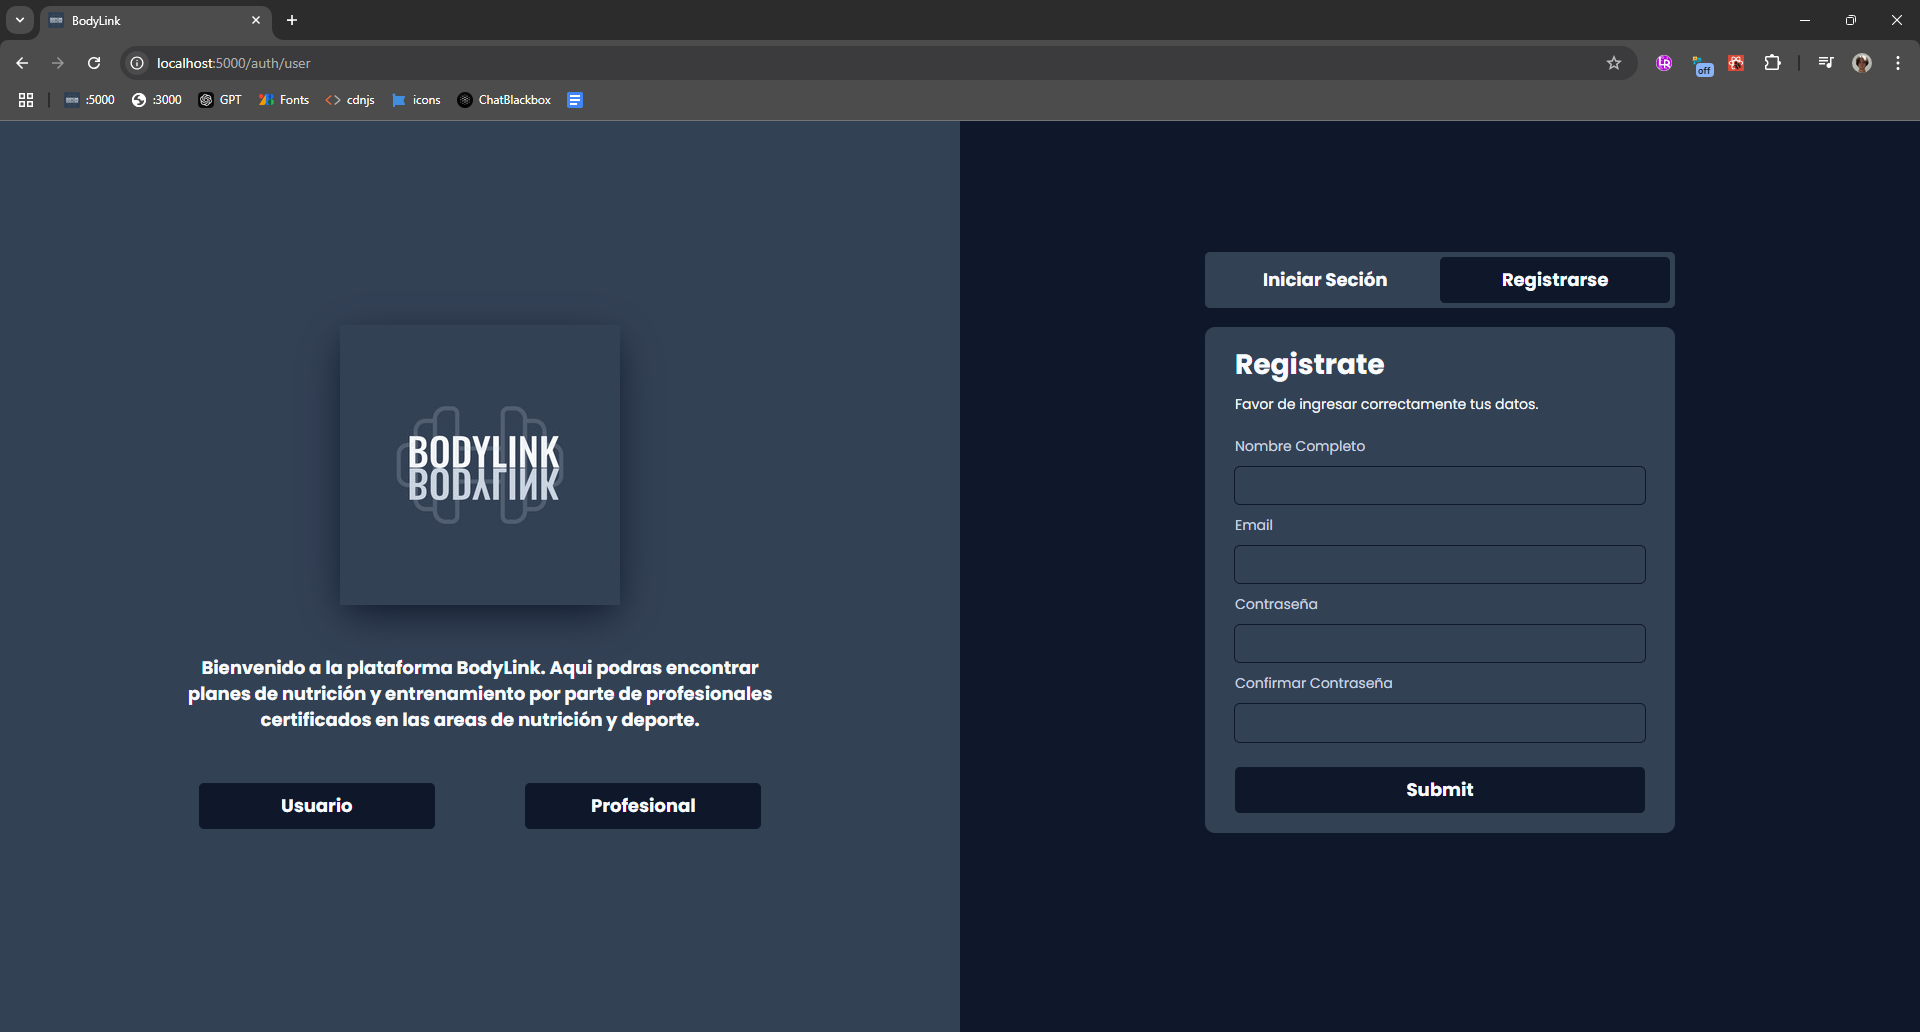 BodyLink
localhost:5000/auth/user
off
:5000
:3000
GPT
Fonts
cdnjs
icons
ChatBlackbox
BODYLINK
BODYLINK
Bienvenido a la plataforma BodyLink. Aqui podras encontrar
planes de nutrición y entrenamiento por parte de profesionales
certificados en las areas de nutrición y deporte.
Usuario
Profesional
Iniciar Seción
Registrarse
Registrate
Favor de ingresar correctamente tus datos.
Nombre Completo
Email
Contraseña
Confirmar Contraseña
Submit